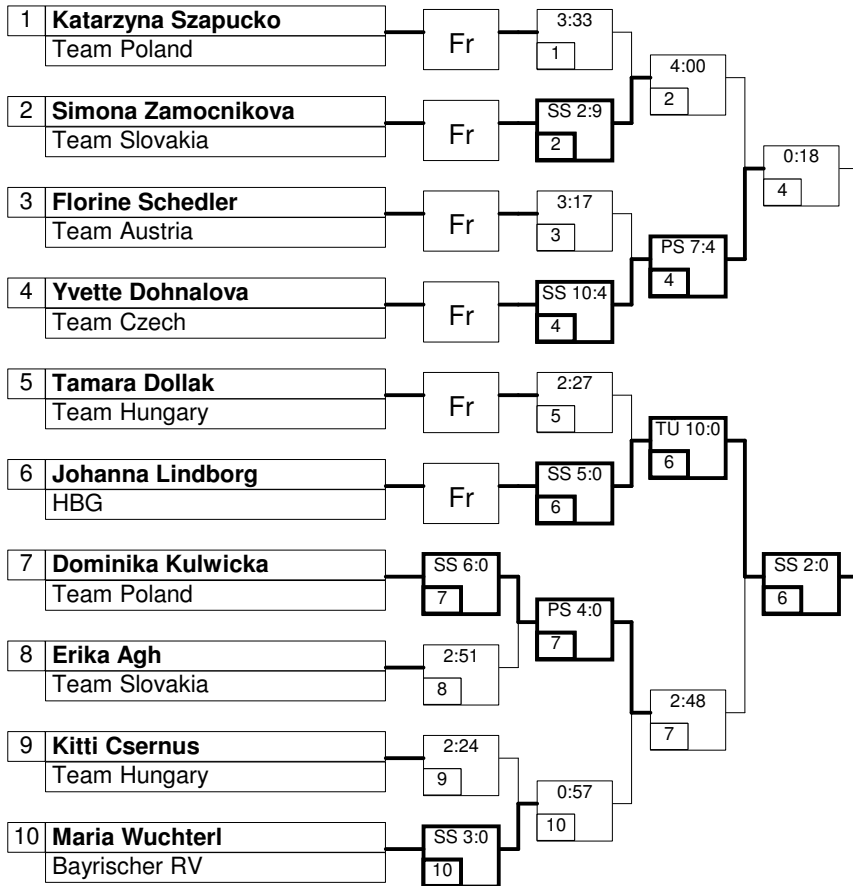 1 Katarzyna Szapucko
Team Poland
Fr
3:33
1
4:00
2
2 Simona Zamocnikova
Team Slovakia
Fr
SS 2:9
2
0:18
4
3 Florine Schedler
Team Austria
Fr
3:17
3
PS 7:4
4
4 Yvette Dohnalova
Team Czech
Fr
SS 10:4
4
5 Tamara Dollak
Team Hungary
Fr
2:27
5
TU 10:0
6
6 Johanna Lindborg
HBG
Fr
SS 5:0
6
7 Dominika Kulwicka
Team Poland
SS 6:0
7
PS 4:0
7
SS 2:0
6
8 Erika Agh
Team Slovakia
2:51
8
2:48
7
9 Kitti Csernus
Team Hungary
2:24
9
0:57
10
10 Maria Wuchterl
Bayrischer RV
SS 3:0
10